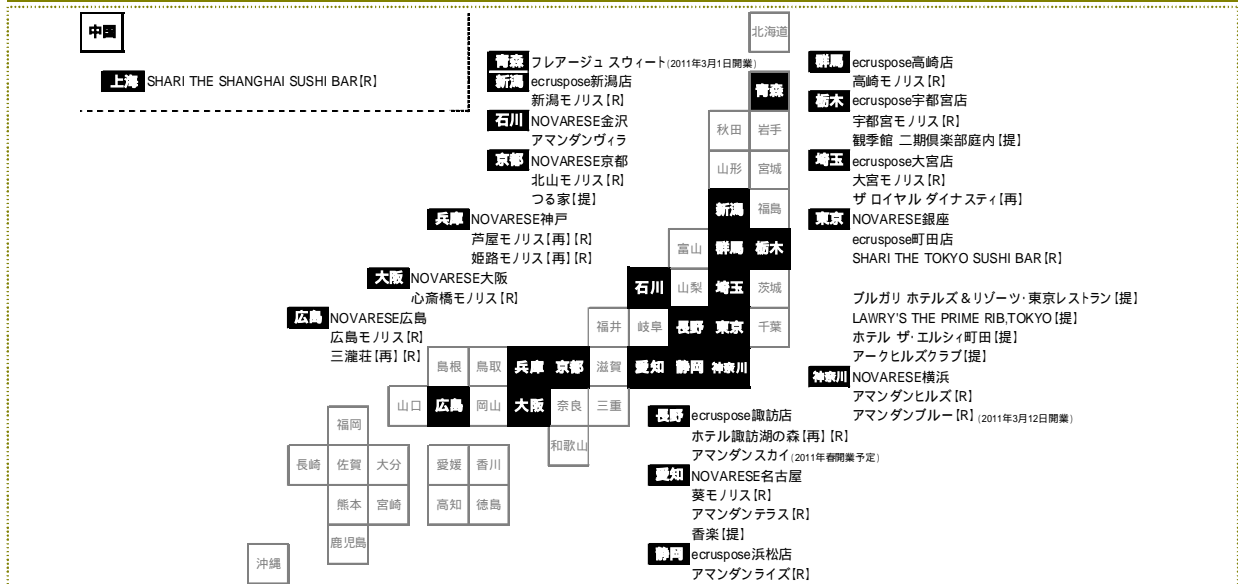 中国
上海 SHARI THE SHANGHAI SUSHI BAR【R】
青森 フレアージュ スウィート(2011年3月1日開業)
新潟 ecruspose新潟店
新潟モノリス【R】
石川 NOVARESE金沢
アマンダンヴィラ
京都 NOVARESE京都
北山モノリス【R】
つる家【提】
兵庫 NOVARESE神戸
芦屋モノリス【再】【R】
姫路モノリス【再】【R】
大阪 NOVARESE大阪
心斎橋モノリス【R】
広島 NOVARESE広島
広島モノリス【R】
三瀧荘【再】【R】
群馬 ecruspose高崎店
高崎モノリス【R】
栃木 ecruspose宇都宮店
宇都宮モノリス【R】
観季館 二期倶楽部庭内【提】
埼玉 ecruspose大宮店
大宮モノリス【R】
ザ ロイヤル ダイナスティ【再】
東京 NOVARESE銀座
ecruspose町田店
SHARI THE TOKYO SUSHI BAR【R】
ブルガリ ホテルズ&リゾーツ・東京レストラン【提】
LAWRY'S THE PRIME RIB,TOKYO【提】
ホテル ザ・エルシィ町田【提】
アークヒルズクラブ【提】
神奈川 NOVARESE横浜
アマンダンヒルズ【R】
アマンダンブルー【R】(2011年3月12日開業)
長野 ecruspose諏訪店
ホテル諏訪湖の森【再】【R】
アマンダンスカイ(2011年春開業予定)
愛知 NOVARESE名古屋
葵モノリス【R】
アマンダンテラス【R】
香楽【提】
静岡 ecruspose浜松店
アマンダンライズ【R】
北海道
青森
秋田 岩手
山形 宮城
新潟 福島
富山 群馬 栃木
石川 山梨 埼玉 茨城
福井 岐阜 長野 東京 千葉
島根 鳥取 兵庫 京都 滋賀 愛知 静岡 神奈川
山口 広島 岡山 大阪 奈良 三重
和歌山
福岡
長崎 佐賀 大分 愛媛 香川
熊本 宮崎 高知 徳島
鹿児島
沖縄